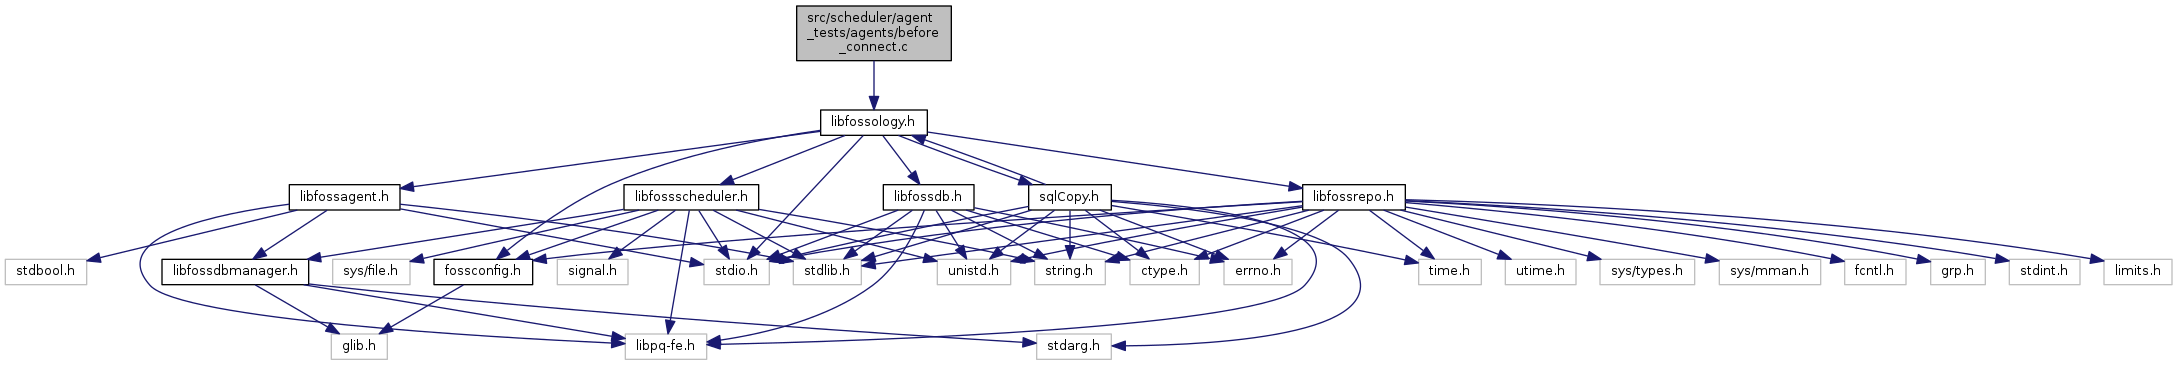 src/scheduler/agent
_tests/agents/before
_connect.c
libfossology.h
libfossagent.h
libfossscheduler.h
libfossdb.h
sqlCopy.h
libfossrepo.h
stdbool.h
libfossdbmanager.h
sys/file.h
fossconfig.h
signal.h
stdio.h
stdlib.h
unistd.h
string.h
ctype.h
errno.h
time.h
utime.h
sys/types.h
sys/mman.h
fcntl.h
grp.h
stdint.h
limits.h
glib.h
libpq-fe.h
stdarg.h